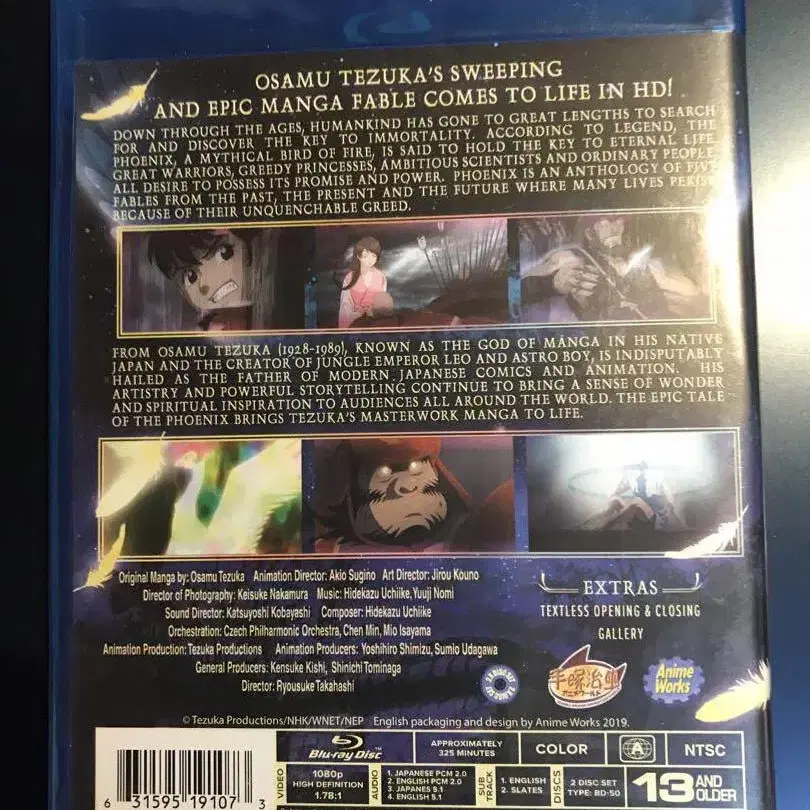 OSAMU TEZUKA'S SWEEPING
AND EPIC MANGA FABLE COMES TO LIFE IN HD!
DOWN THROUGH THE AGES, HUMANKIND HAS GONE TO GREAT LENGTHS TO SEARCH
FOR AND DISCOVER THE KEY TO IMMORTALITY. ACCORDING TO LEGEND, THE
PHOENIX, A MYTHICAL BIRD OF FIRE, IS SAID TO HOLD THE KEY TO ETERNAL LIFE.
GREAT WARRIORS, GREEDY PRINCESSES, AMBITIOUS SCIENTISTS AND ORDINARY PEOPLE
ALL DESIRE TO POSSESS ITS PROMISE AND POWER. PHOENIX IS AN ANTHOLOGY OF FIVE
FABLES FROM THE PAST, THE PRESENT AND THE FUTURE WHERE MANY LIVES PERISH
BECAUSE OF THEIR UNQUENCHABLE GREED.
FROM OSAMU TEZUKA (1928-1989), KNOWN AS THE GOD OF MANGA IN HIS NATIVE
JAPAN AND THE CREATOR OF JUNGLE EMPEROR LEO AND ASTRO BOY, IS INDISPUTABLY
HAILED AS THE FATHER OF MODERN JAPANESE COMICS AND ANIMATION. HIS
ARTISTRY AND POWERFUL STORYTELLING CONTINUE TO BRING A SENSE OF WONDER
AND SPIRITUAL INSPIRATION TO AUDIENCES ALL AROUND THE WORLD. THE EPIC TALE
OF THE PHOENIX BRINGS TEZUKA'S MASTERWORK MANGA TO LIFE.
Original Manga by: Osamu Tezuka Animation Director: Akio Sugino Art Director: Jirou Kouno
Director of Photography: Keisuke Nakamura Music: Hidekazu Uchiike, Yuuji Nomi
Sound Director: Katsuyoshi Kobayashi Composer: Hidekazu Uchiike
Orchestration: Czech Philharmonic Orchestra, Chen Min, Mio Isayama
Animation Production: Tezuka Productions Animation Producers: Yoshihiro Shimizu, Sumio Udagawa
General Producers: Kensuke Kishi, Shinichi Tominaga
Director: Ryousuke Takahashi
EXTRAS
TEXTLESS OPENING & CLOSING
GALLERY
手塚治虫
アニメワールド
Anime
Works
© Tezuka Productions/NHK/WNET/NEP English packaging and design by Anime Works 2019.
6 31595 19107 3
VIDEO
Blu-ray Disc
HIGH DEFINITION
1080p
1.78:1
APPROXIMATELY
325 MINUTES
COLOR
A
NTSC
AUDIO
1. JAPANESE PCM 2.0
2. ENGLISH PCM 2.0
3. JAPANES 5.1
4. ENGLISH 5.1
SUB TRACK
1. ENGLISH
2. SLATES
DISCS
2 DISC SET
TYPE: BD-50
13 AND OLDER